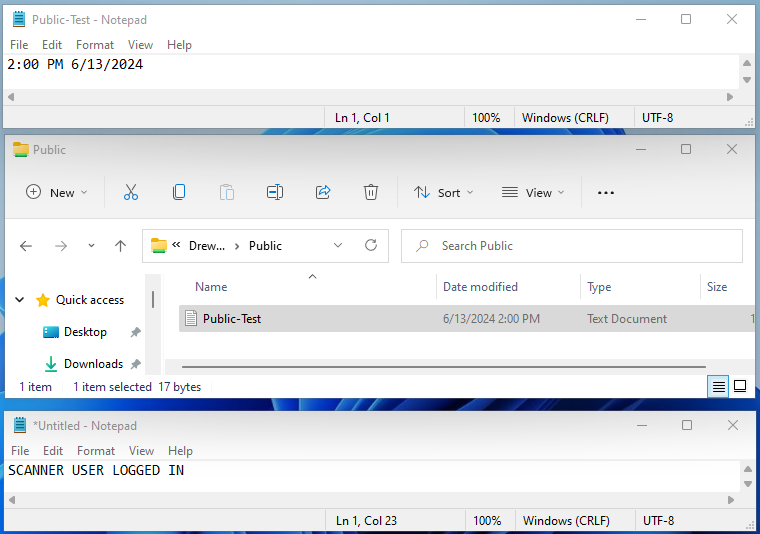 Public-Test - Notepad
File Edit Format View Help
2:00 PM 6/13/2024
Ln 1, Col 1 100% Windows (CRLF) UTF-8
Public
New Sort View
« Drew... > Public Search Public
Name Date modified Type Size
Quick access
Public-Test 6/13/2024 2:00 PM Text Document 1
Desktop
Downloads
1 item 1 item selected 17 bytes
*Untitled - Notepad
File Edit Format View Help
SCANNER USER LOGGED IN
Ln 1, Col 23 100% Windows (CRLF) UTF-8